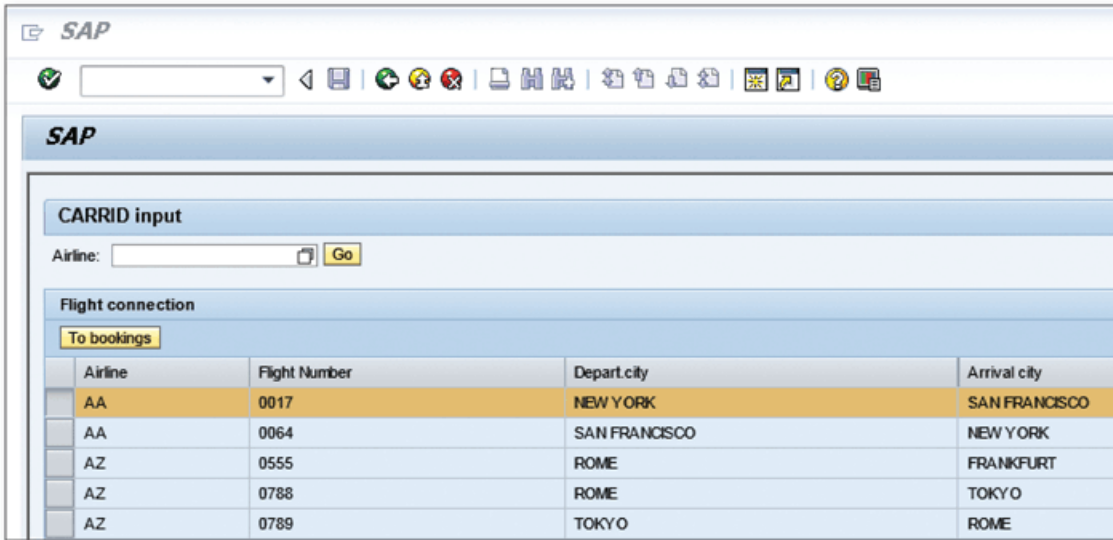 SAP
SAP
CARRID input
Airline: Go
Flight connection
To bookings
Airline Flight Number Depart.city Arrival city
AA 0017 NEW YORK SAN FRANCISCO
AA 0064 SAN FRANCISCO NEW YORK
AZ 0555 ROME FRANKFURT
AZ 0788 ROME TOKYO
AZ 0789 TOKYO ROME